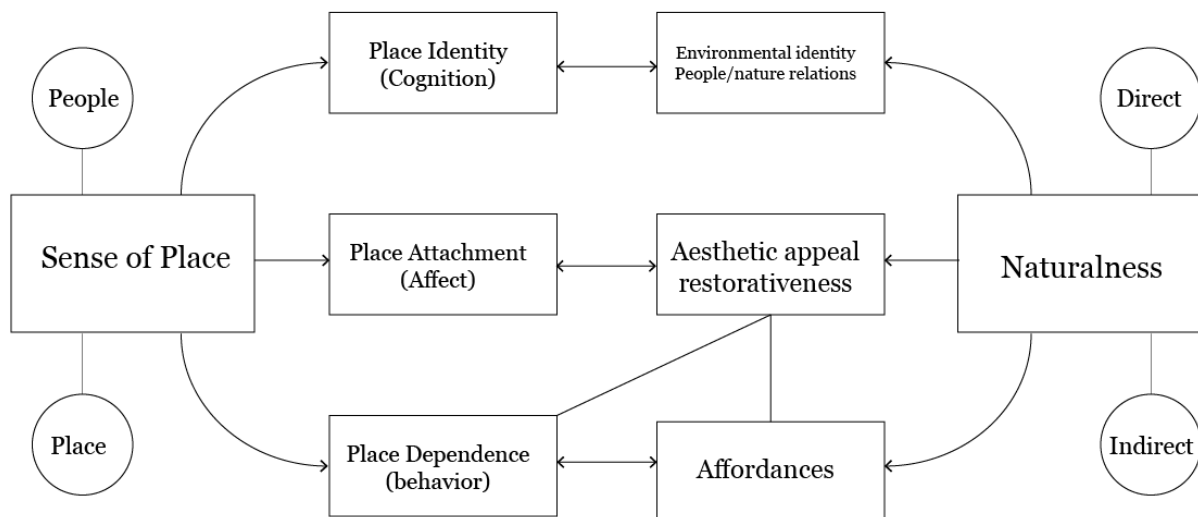 People
Place Identity
(Cognition)
Environmental identity
People/nature relations
Direct
Sense of Place
Place Attachment
(Affect)
Aesthetic appeal
restorativeness
Naturalness
Place
Place Dependence
(behavior)
Affordances
Indirect